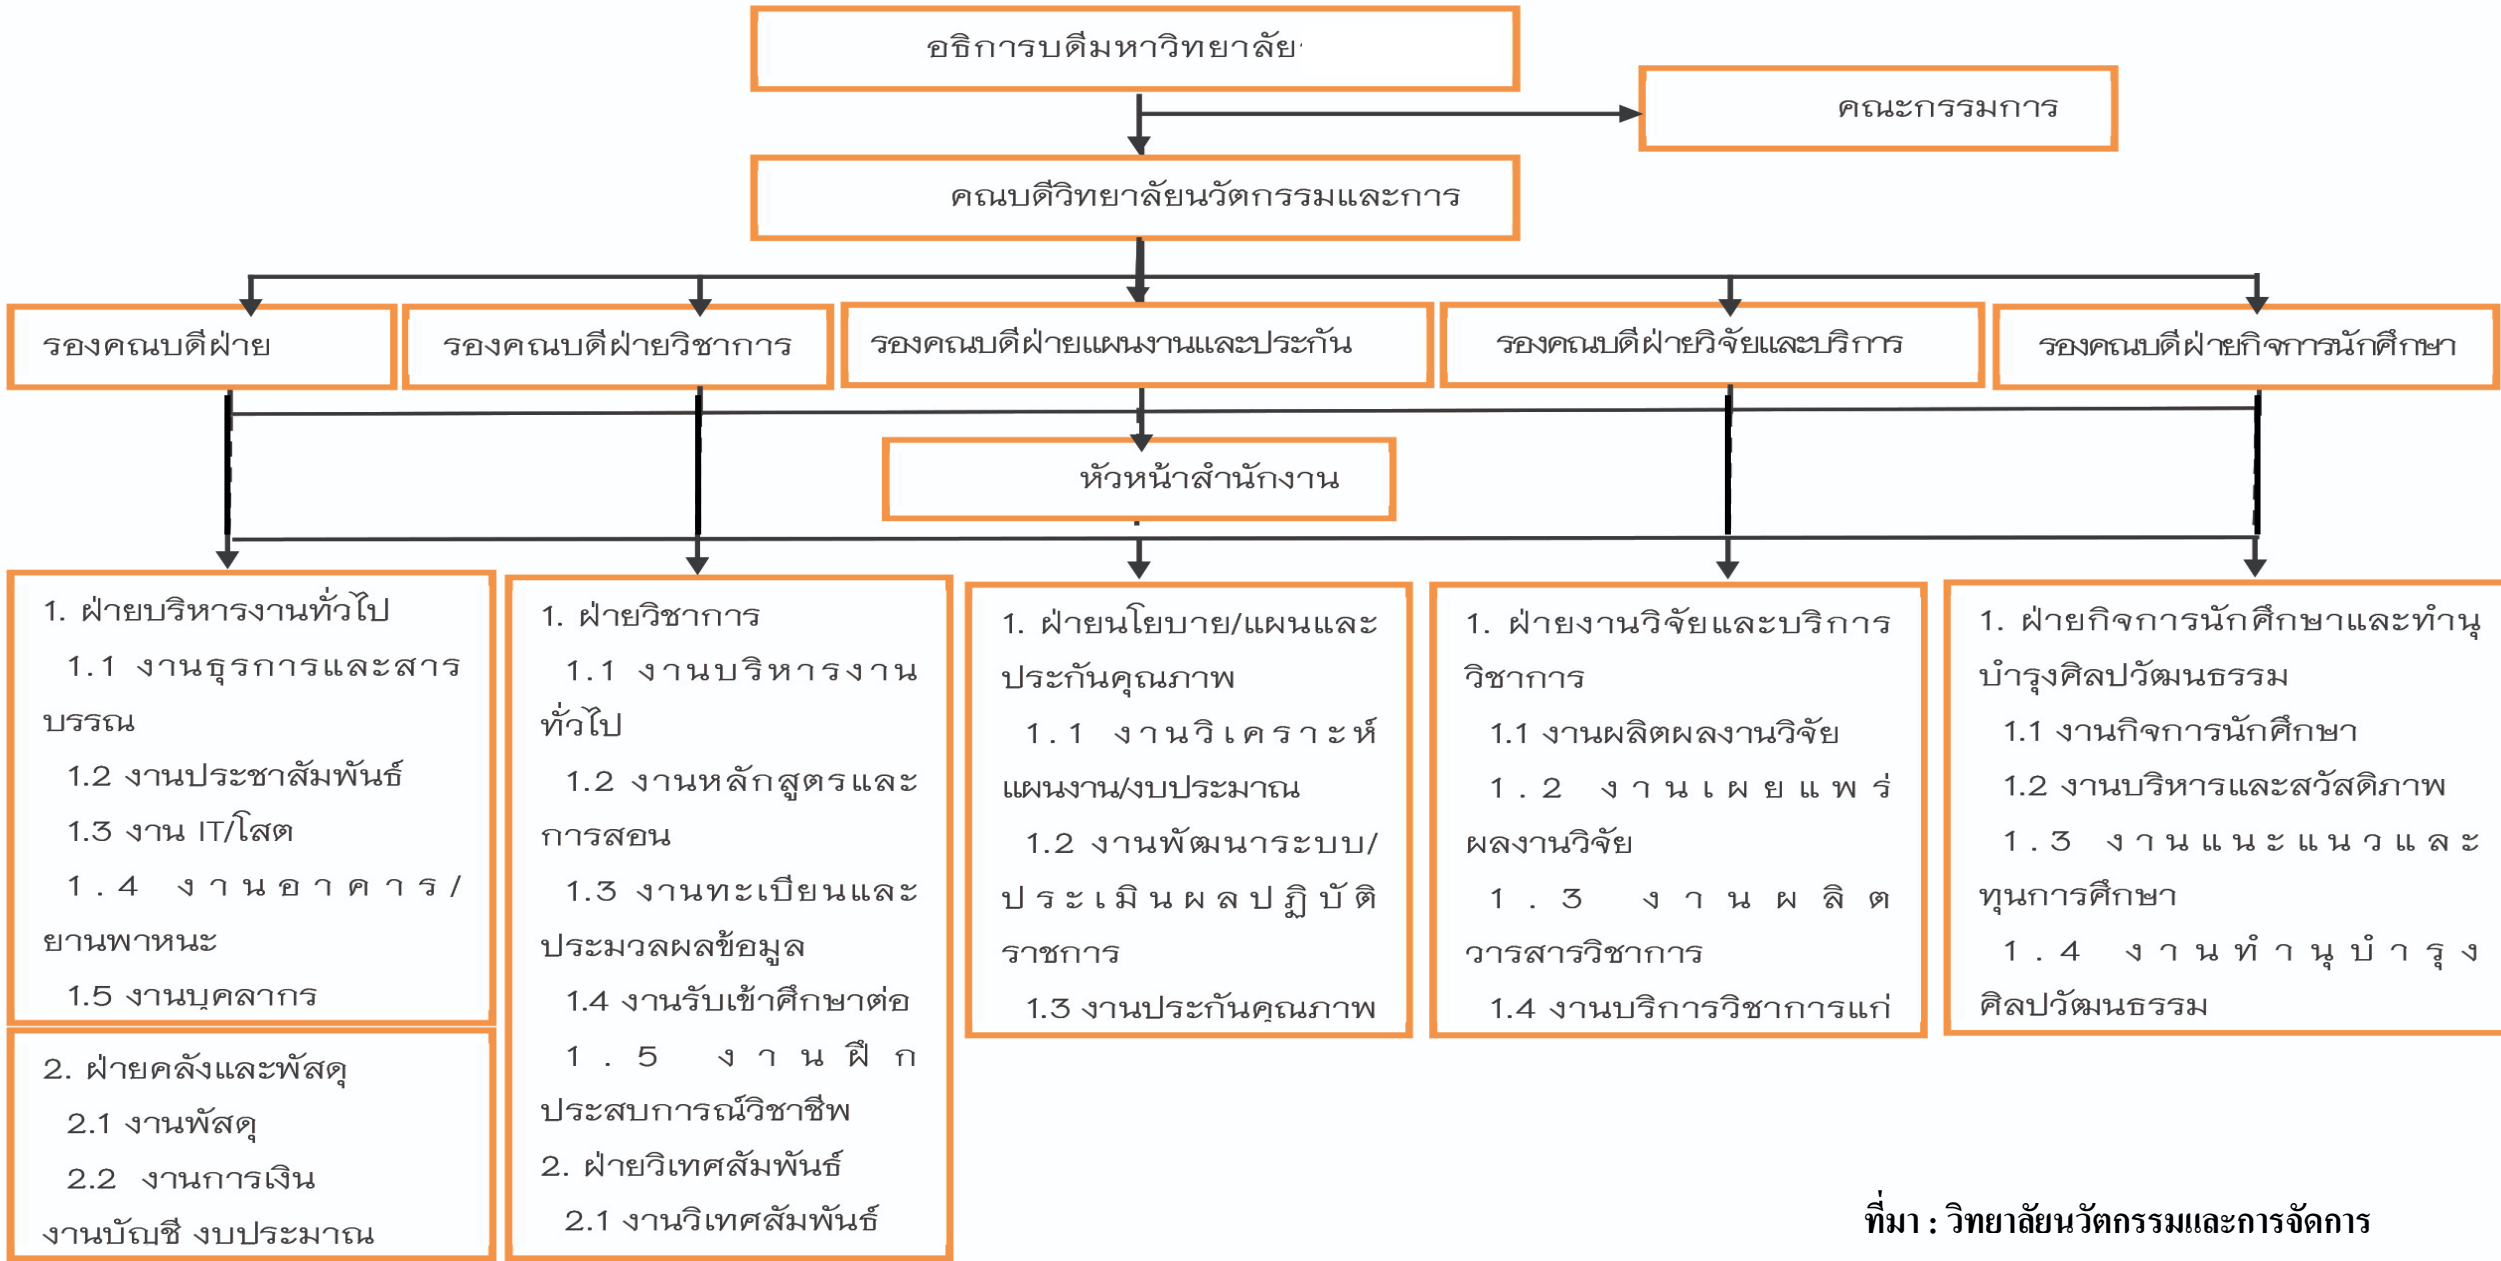 อธิการบดีมหาวิทยาลัย
คณะกรรมการ
คณบดีวิทยาลัยนวัตกรรมและการ
รองคณบดีฝ่าย
รองคณบดีฝ่ายวิชาการ
รองคณบดีฝ่ายแผนงานและประกัน
รองคณบดีฝ่ายวิจัยและบริการ
รองคณบดีฝ่ายกิจการนักศึกษา
หัวหน้าสำนักงาน
1. ฝ่ายบริหารงานทั่วไป
1.1 งานธุรการและสาร
บรรณ
1.2 งานประชาสัมพันธ์
1.3 งาน IT/โสต
1.4 งานอาคาร/
ยานพาหนะ
1.5 งานบุคลากร
2. ฝ่ายคลังและพัสดุ
2.1 งานพัสดุ
2.2 งานการเงิน
งานบัญชี งบประมาณ
1. ฝ่ายวิชาการ
1.1 งานบริหารงาน
ทั่วไป
1.2 งานหลักสูตรและ
การสอน
1.3 งานทะเบียนและ
ประมวลผลข้อมูล
1.4 งานรับเข้าศึกษาต่อ
1.5 งานฝึก
ประสบการณ์วิชาชีพ
2. ฝ่ายวิเทศสัมพันธ์
2.1 งานวิเทศสัมพันธ์
1. ฝ่ายนโยบาย/แผนและ
ประกันคุณภาพ
1.1 งานวิเคราะห์
แผนงาน/งบประมาณ
1.2 งานพัฒนาระบบ/
ประเมินผลปฏิบัติ
ราชการ
1.3 งานประกันคุณภาพ
1. ฝ่ายงานวิจัยและบริการ
วิชาการ
1.1 งานผลิตผลงานวิจัย
1.2 งานเผยแพร่
ผลงานวิจัย
1.3 งานผลิต
วารสารวิชาการ
1.4 งานบริการวิชาการแก่
1. ฝ่ายกิจการนักศึกษาและทำนุ
บำรุงศิลปวัฒนธรรม
1.1 งานกิจการนักศึกษา
1.2 งานบริหารและสวัสดิภาพ
1.3 งานแนะแนวและ
ทุนการศึกษา
1.4 งานทำนุบำรุง
ศิลปวัฒนธรรม
ที่มา : วิทยาลัยนวัตกรรมและการจัดการ